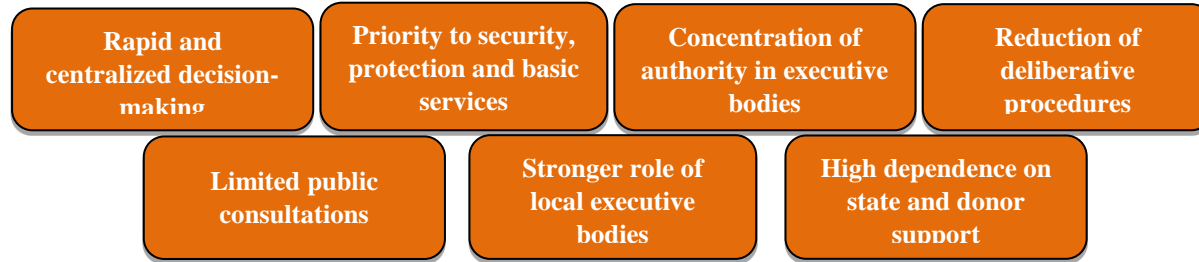 Rapid and
centralized decision-
making
Priority to security,
protection and basic
services
Concentration of
authority in executive
bodies
Reduction of
deliberative
procedures
Limited public
consultations
Stronger role of
local executive
bodies
High dependence on
state and donor
support